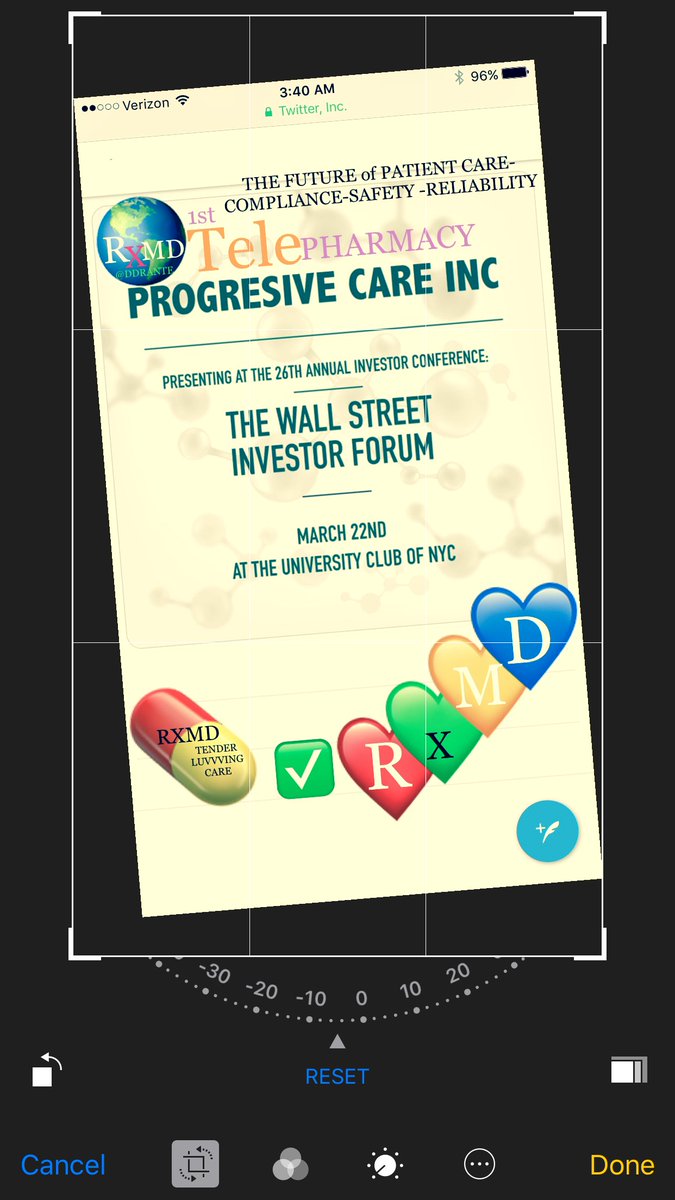 Verizon
3:40 AM
96%
Twitter, Inc.
THE FUTURE of PATIENT CARE-
COMPLIANCE-SAFETY -RELIABILITY
RXMD
@DDRANTE
1st
TelePHARMACY
PROGRESIVE CARE INC
PRESENTING AT THE 26TH ANNUAL INVESTOR CONFERENCE:
THE WALL STREET
INVESTOR FORUM
MARCH 22ND
AT THE UNIVERSITY CLUB OF NYC
D
M
X
R
RXMD
TENDER
LUVVVING
CARE
-30 -20 -10 0 10 20
RESET
Cancel
Done